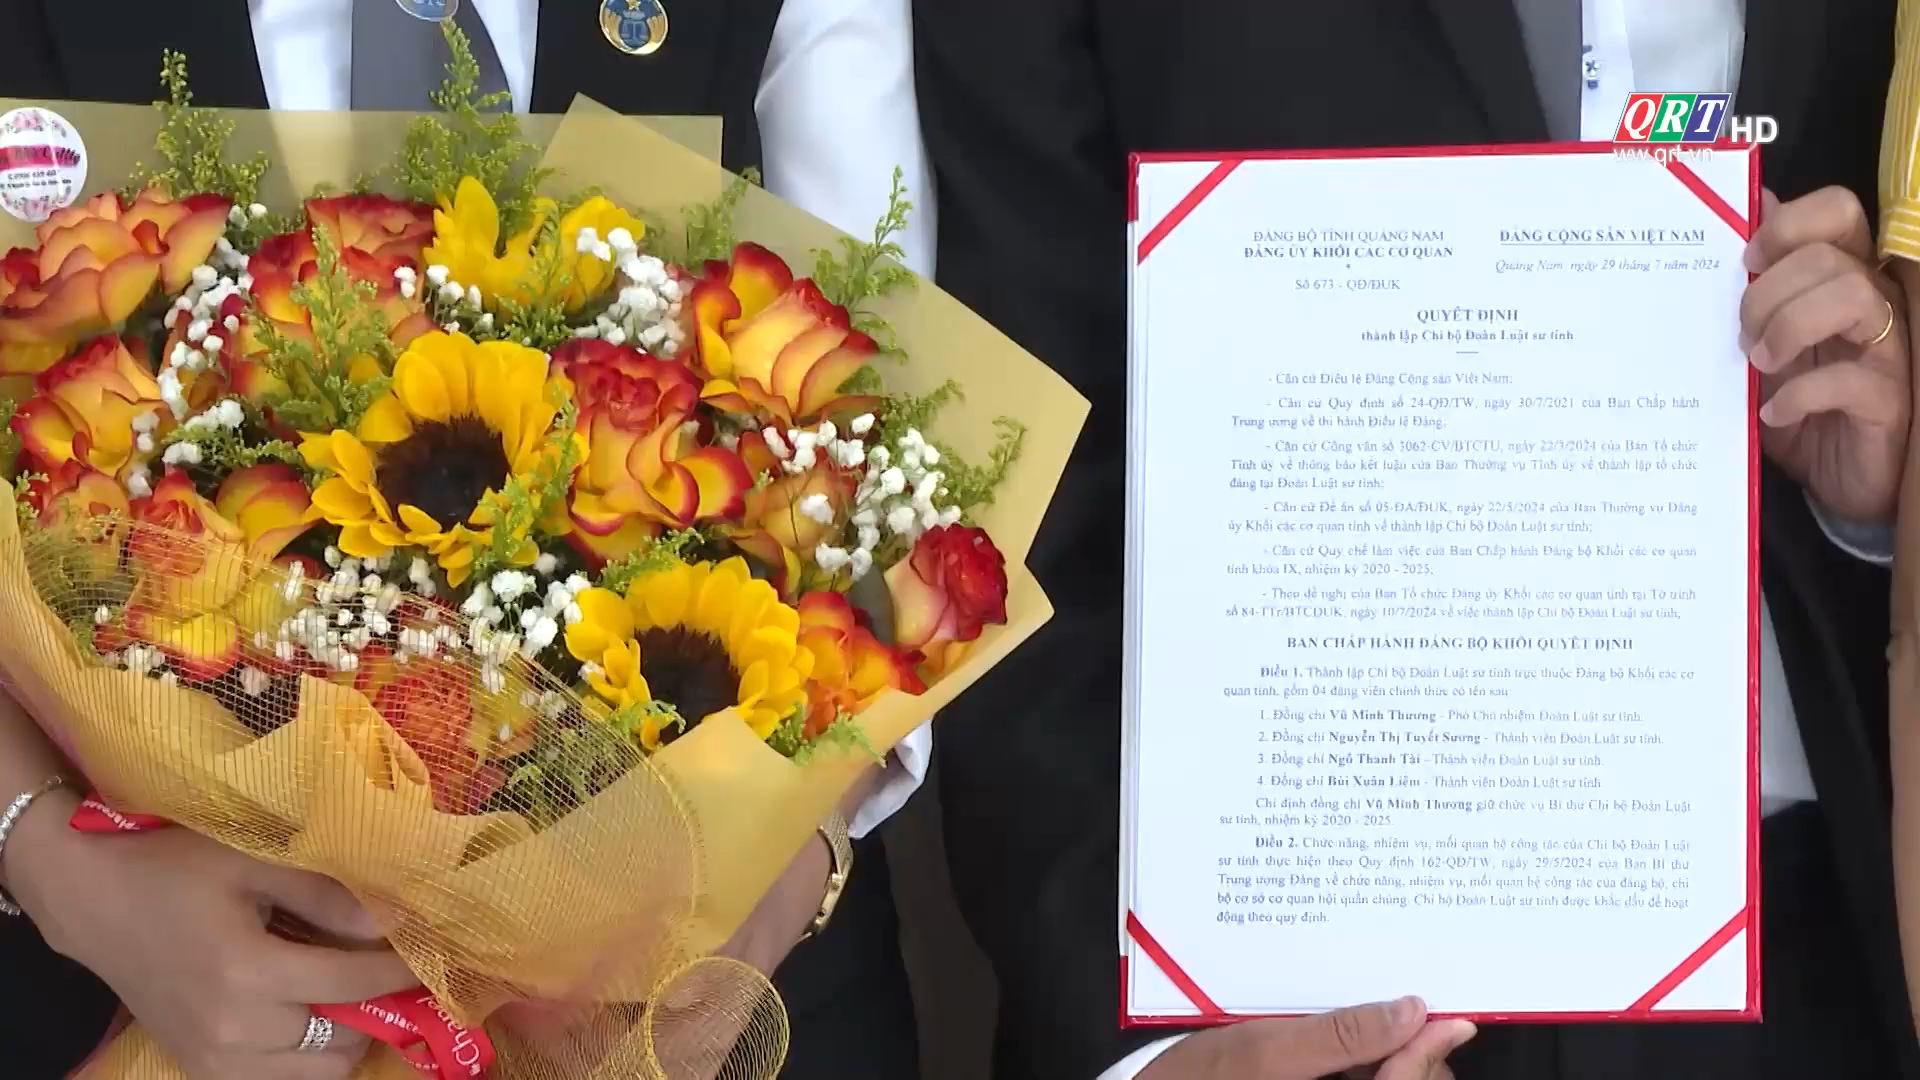 QRT HD
www.qrt.vn
ĐẢNG BỘ TỈNH QUẢNG NAM
ĐẢNG ỦY KHỐI CÁC CƠ QUAN
*
Số 673 - QĐ/ĐUK
ĐẢNG CỘNG SẢN VIỆT NAM
Quảng Nam, ngày 29 tháng 7 năm 2024
QUYẾT ĐỊNH
thành lập Chi bộ Đoàn Luật sư tỉnh
- Căn cứ Điều lệ Đảng Cộng sản Việt Nam;
- Căn cứ Quy định số 24-QĐ/TW, ngày 30/7/2021 của Ban Chấp hành
Trung ương về thi hành Điều lệ Đảng;
- Căn cứ Công văn số 3062-CV/BTCTU, ngày 22/3/2024 của Ban Tổ chức
Tỉnh ủy về thông báo kết luận của Ban Thường vụ Tỉnh ủy về thành lập tổ chức
đảng tại Đoàn Luật sư tỉnh;
- Căn cứ Đề án số 05-ĐA/ĐUK, ngày 22/5/2024 của Ban Thường vụ Đảng
ủy Khối các cơ quan tỉnh về thành lập Chi bộ Đoàn Luật sư tỉnh;
- Căn cứ Quy chế làm việc của Ban Chấp hành Đảng bộ Khối các cơ quan
tỉnh khóa IX, nhiệm kỳ 2020 - 2025;
- Theo đề nghị của Ban Tổ chức Đảng ủy Khối các cơ quan tỉnh tại Tờ trình
số 84-TTr/BTCĐUK, ngày 10/7/2024 về việc thành lập Chi bộ Đoàn Luật sư tỉnh;
BAN CHẤP HÀNH ĐẢNG BỘ KHỐI QUYẾT ĐỊNH
Điều 1. Thành lập Chi bộ Đoàn Luật sư tỉnh trực thuộc Đảng bộ Khối các cơ
quan tỉnh, gồm 04 đảng viên chính thức có tên sau:
1. Đồng chí Vũ Minh Thương - Phó Chủ nhiệm Đoàn Luật sư tỉnh.
2. Đồng chí Nguyễn Thị Tuyết Sương - Thành viên Đoàn Luật sư tỉnh.
3. Đồng chí Ngô Thanh Tài - Thành viên Đoàn Luật sư tỉnh.
4. Đồng chí Bùi Xuân Liêm - Thành viên Đoàn Luật sư tỉnh
Chỉ định đồng chí Vũ Minh Thương giữ chức vụ Bí thư Chi bộ Đoàn Luật
sư tỉnh, nhiệm kỳ 2020 - 2025.
Điều 2. Chức năng, nhiệm vụ, mối quan hệ công tác của Chi bộ Đoàn Luật
sư tỉnh thực hiện theo Quy định 162-QĐ/TW, ngày 29/5/2024 của Ban Bí thư
Trung ương Đảng về chức năng, nhiệm vụ, mối quan hệ công tác của đảng bộ, chi
bộ cơ sở cơ quan hội quần chúng. Chi bộ Đoàn Luật sư tỉnh được khắc dấu để hoạt
động theo quy định.